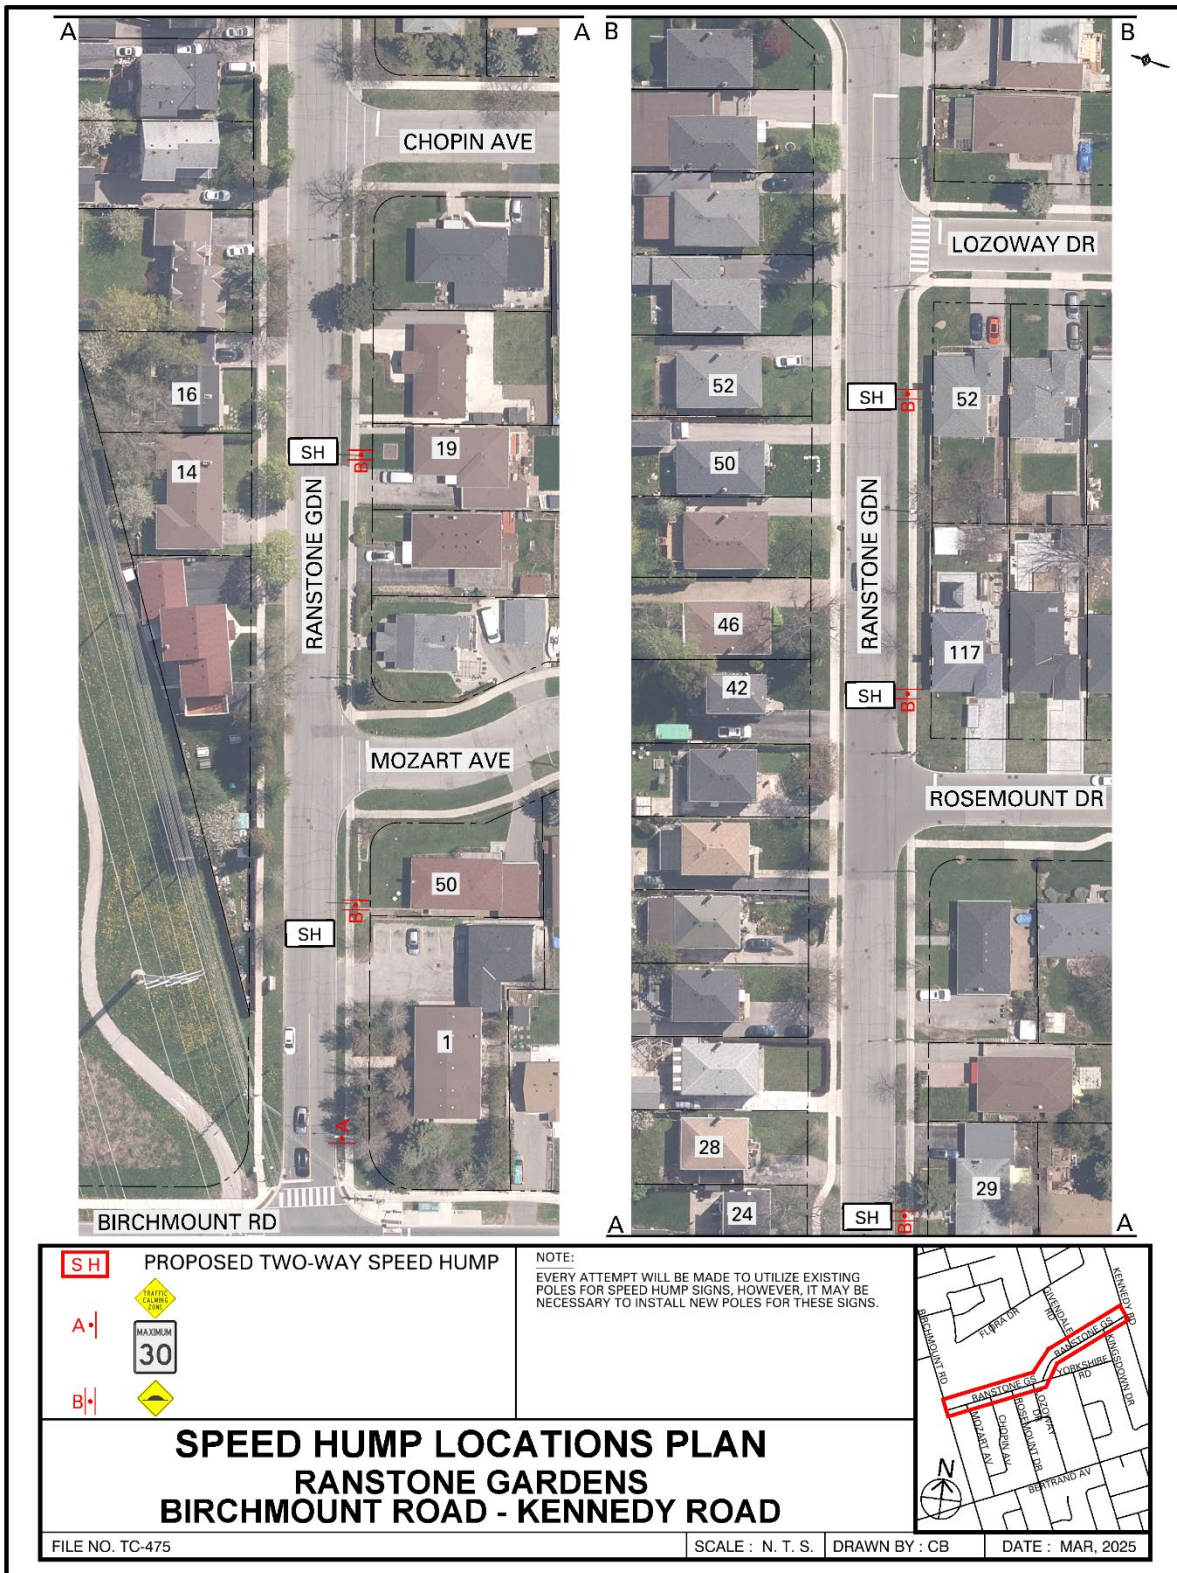 A
A
B
B
CHOPIN AVE
16
14
SH
B
19
RANSTONE GDN
MOZART AVE
50
B
SH
1
A
BIRCHMOUNT RD
LOZOWAY DR
52
SH
B
52
50
RANSTONE GDN
46
117
42
SH
B
ROSEMOUNT DR
28
29
24
SH
B
A
A
SH PROPOSED TWO-WAY SPEED HUMP
TRAFFIC
CALMING
ZONE
A
MAXIMUM
30
B
NOTE:
EVERY ATTEMPT WILL BE MADE TO UTILIZE EXISTING
POLES FOR SPEED HUMP SIGNS, HOWEVER, IT MAY BE
NECESSARY TO INSTALL NEW POLES FOR THESE SIGNS.
KENNEDY RD
FLORA DR
RANSTONE GS
BIRCHMOUNT RD
YORKSHIRE
RD
KINGSDOWN DR
RANSTONE GS
MOZART AV
CHOPIN AV
ROSEMOUNT DR
LOZOWAY
DR
BERTRAND AV
N
SPEED HUMP LOCATIONS PLAN
RANSTONE GARDENS
BIRCHMOUNT ROAD - KENNEDY ROAD
FILE NO. TC-475
SCALE : N. T. S.
DRAWN BY : CB
DATE : MAR, 2025